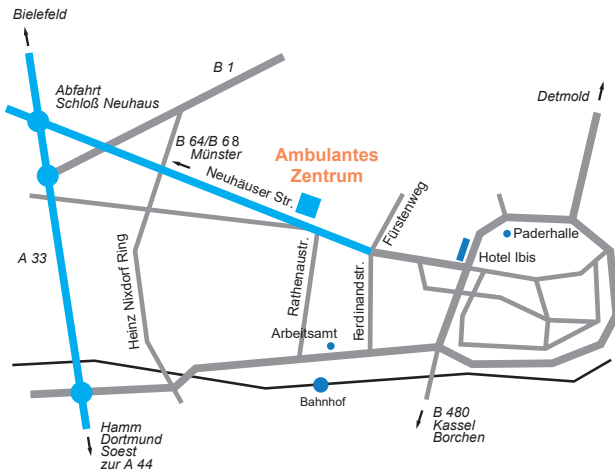 Bielefeld
B 1
Abfahrt
Schloß Neuhaus
Detmold
B 64/B 68
Münster
Ambulantes
Zentrum
Neuhäuser Str.
Fürstenweg
Paderhalle
Hotel Ibis
A 33
Heinz Nixdorf Ring
Rathenaustr.
Ferdinandstr.
Arbeitsamt
Bahnhof
Hamm
Dortmund
Soest
zur A 44
B 480
Kassel
Borchen